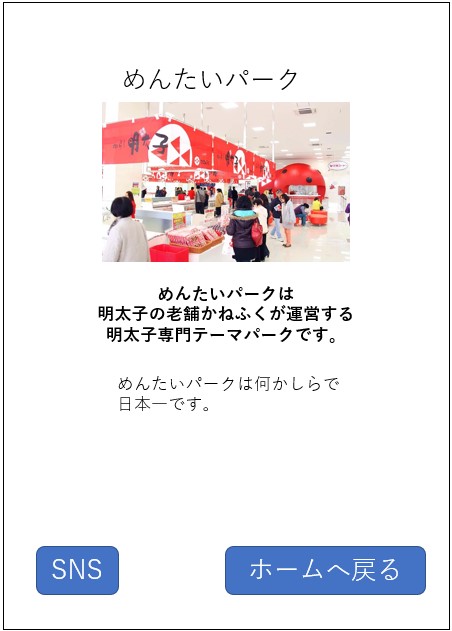 めんたいパーク
明太子
めんたいパークは
明太子の老舗かねふくが運営する
明太子専門テーマパークです。
めんたいパークは何かしらで
日本一です。
SNS
ホームへ戻る